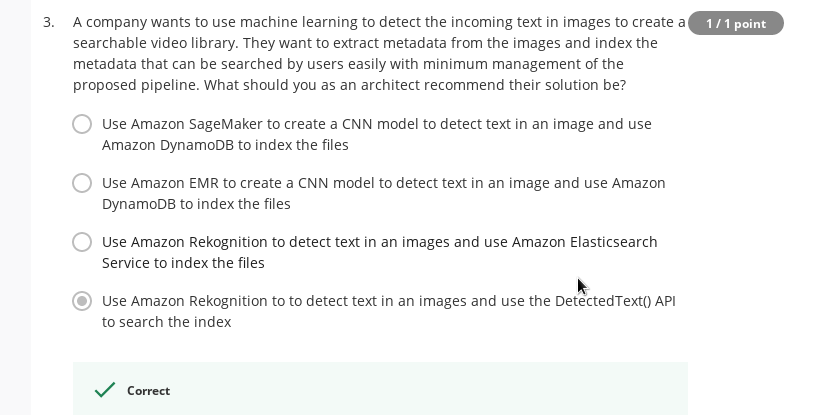 3. A company wants to use machine learning to detect the incoming text in images to create a
1 / 1 point
searchable video library. They want to extract metadata from the images and index the
metadata that can be searched by users easily with minimum management of the
proposed pipeline. What should you as an architect recommend their solution be?
Use Amazon SageMaker to create a CNN model to detect text in an image and use
Amazon DynamoDB to index the files
Use Amazon EMR to create a CNN model to detect text in an image and use Amazon
DynamoDB to index the files
Use Amazon Rekognition to detect text in an images and use Amazon Elasticsearch
Service to index the files
Use Amazon Rekognition to to detect text in an images and use the DetectedText() API
to search the index
Correct